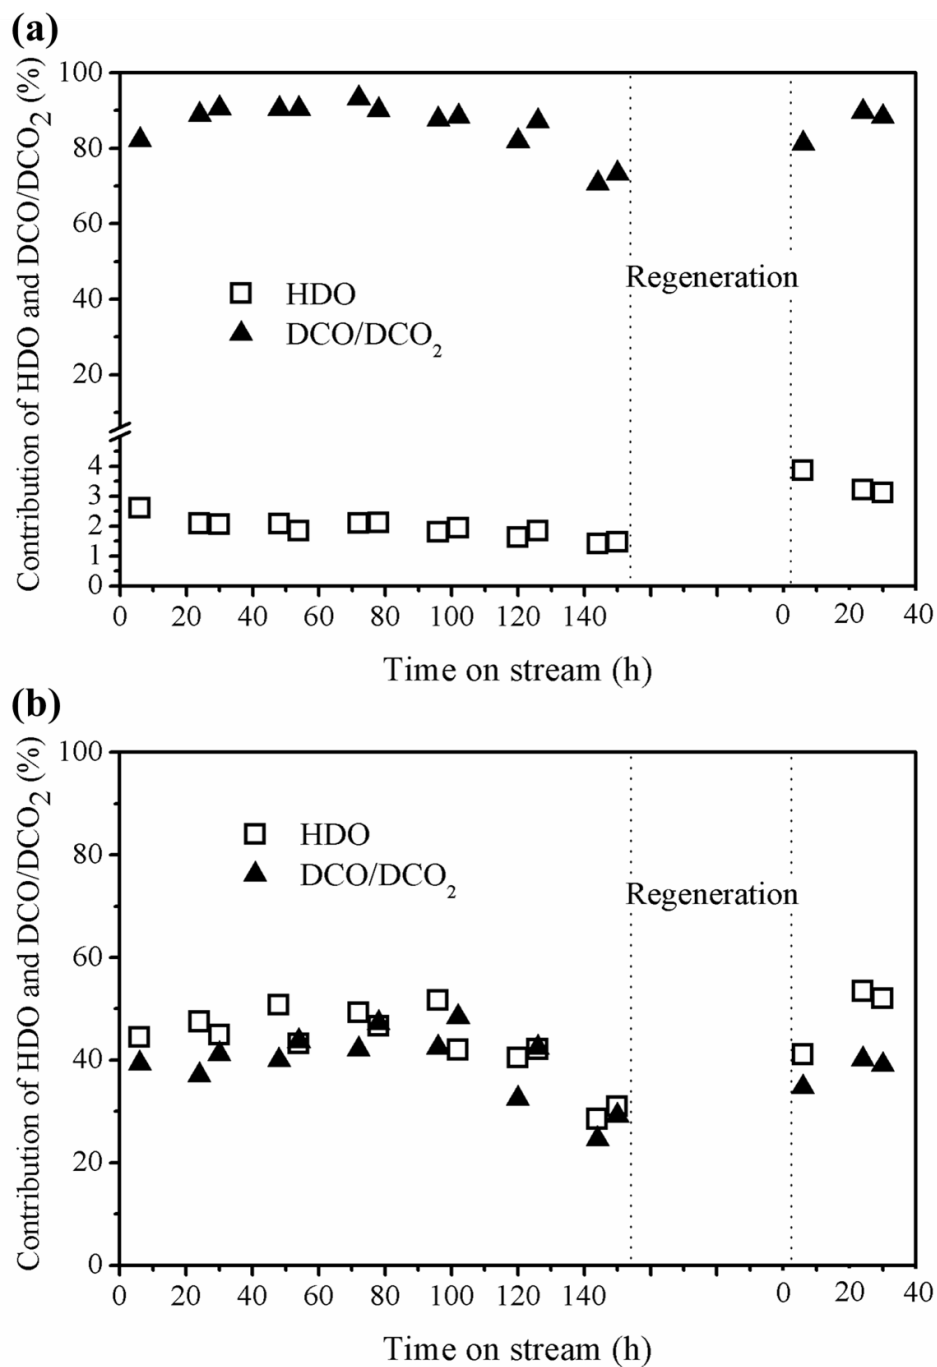 (a)
Contribution of HDO and DCO/DCO2 (%)
100
80
60
40
20
4
3
2
1
0
HDO
DCO/DCO2
Regeneration
0 20 40 60 80 100 120 140 0 20 40
Time on stream (h)
(b)
Contribution of HDO and DCO/DCO2 (%)
100
80
60
40
20
0
HDO
DCO/DCO2
Regeneration
0 20 40 60 80 100 120 140 0 20 40
Time on stream (h)